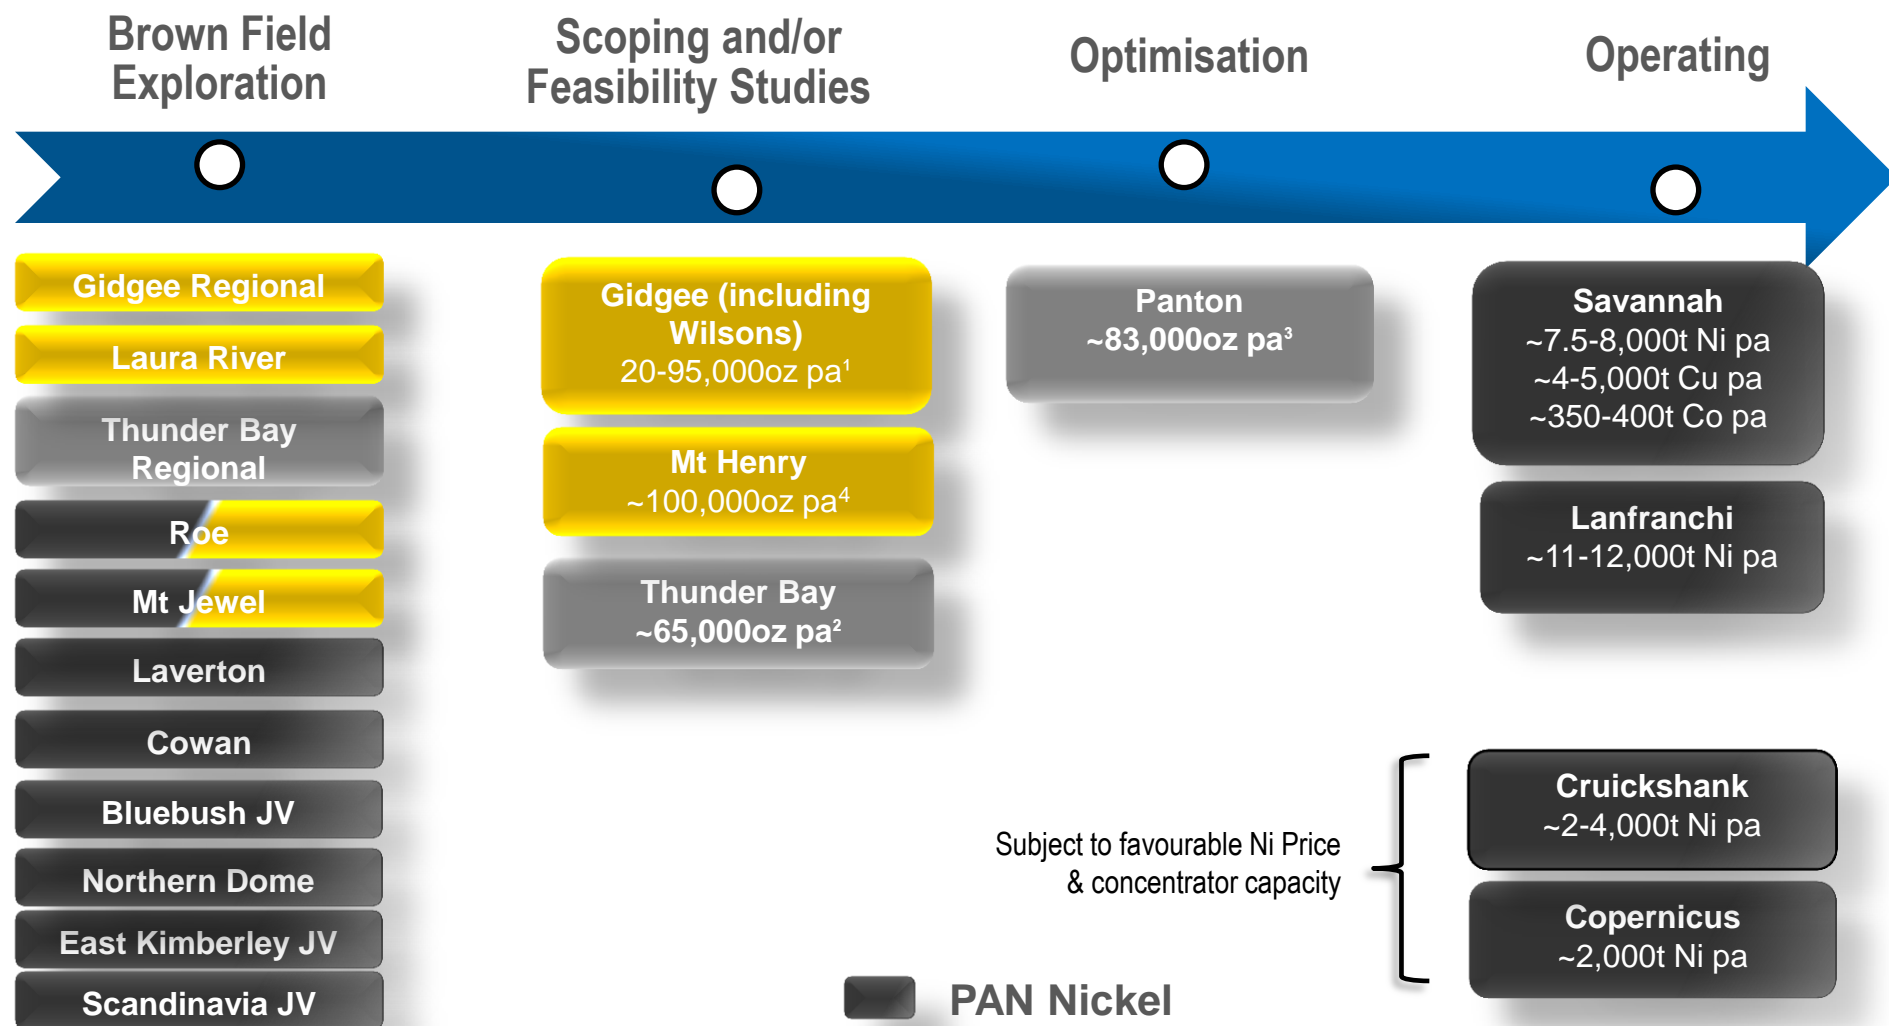 Brown Field
Exploration
Scoping and/or
Feasibility Studies
Optimisation
Operating
Gidgee Regional
Laura River
Thunder Bay
Regional
Roe
Mt Jewel
Laverton
Cowan
Bluebush JV
Northern Dome
East Kimberley JV
Scandinavia JV
Gidgee (including
Wilsons)
20-95,000oz pa¹
Mt Henry
~100,000oz pa⁴
Thunder Bay
~65,000oz pa²
Panton
~83,000oz pa³
Savannah
~7.5-8,000t Ni pa
~4-5,000t Cu pa
~350-400t Co pa
Lanfranchi
~11-12,000t Ni pa
Subject to favourable Ni Price
& concentrator capacity
Cruickshank
~2-4,000t Ni pa
Copernicus
~2,000t Ni pa
PAN Nickel